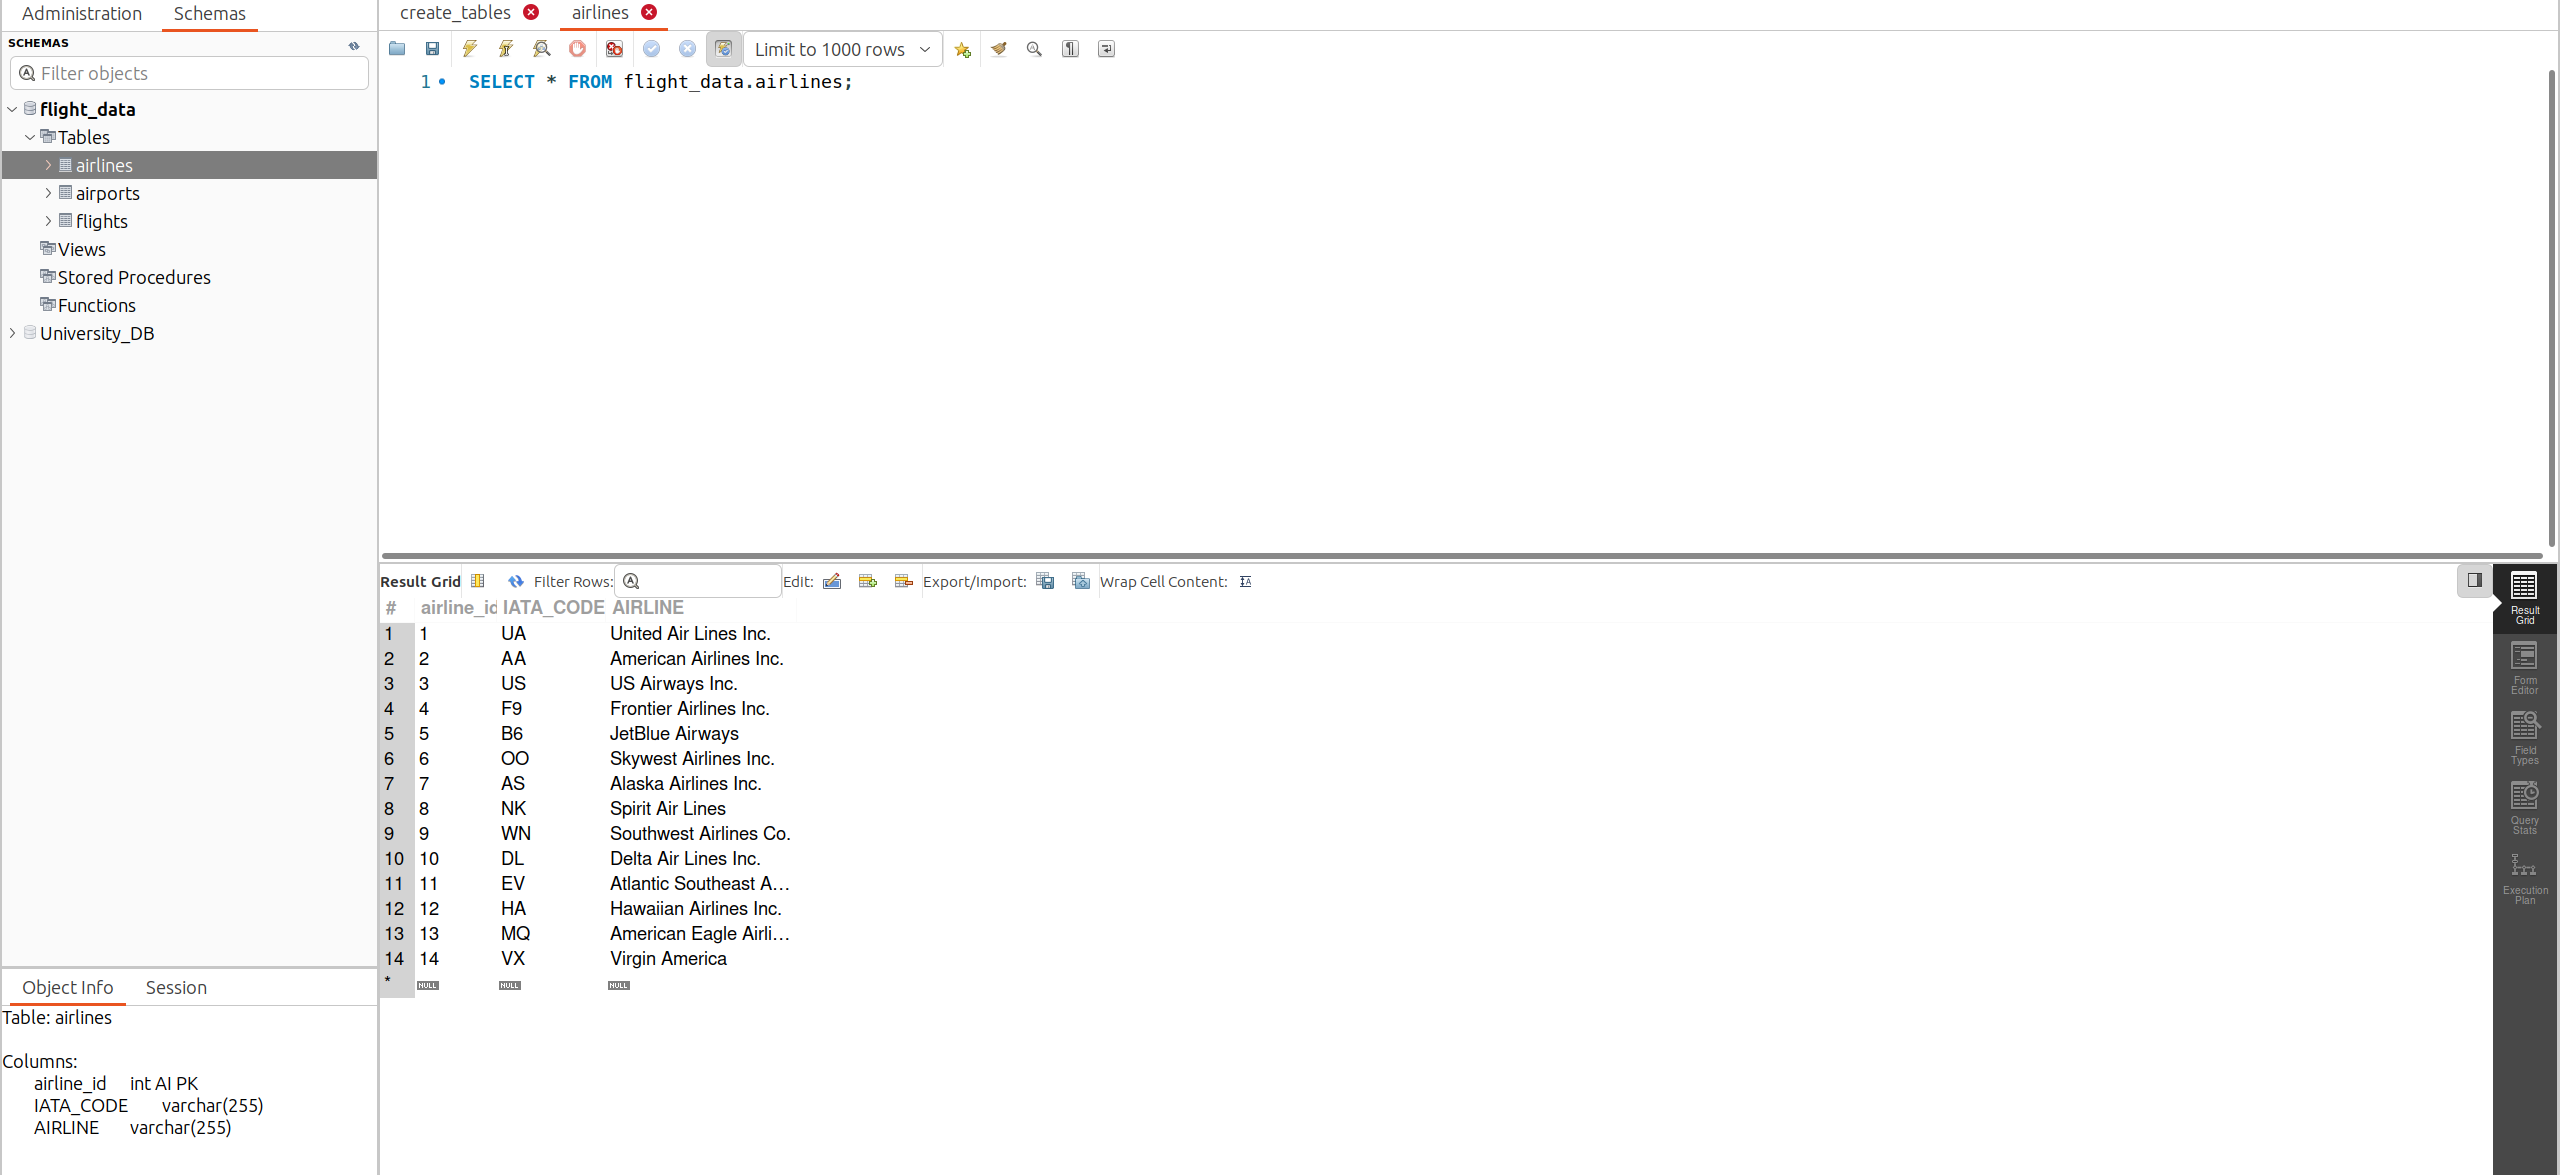 Administration Schemas
SCHEMAS
Filter objects
flight_data
Tables
airlines
airports
flights
Views
Stored Procedures
Functions
University_DB
Object Info Session
Table: airlines
Columns:
airline_id int AI PK
IATA_CODE varchar(255)
AIRLINE varchar(255)
create_tables airlines
Limit to 1000 rows
1 SELECT * FROM flight_data.airlines;
Result Grid Filter Rows: Edit: Export/Import: Wrap Cell Content:
# airline_id IATA_CODE AIRLINE
1 1 UA United Air Lines Inc.
2 2 AA American Airlines Inc.
3 3 US US Airways Inc.
4 4 F9 Frontier Airlines Inc.
5 5 B6 JetBlue Airways
6 6 OO Skywest Airlines Inc.
7 7 AS Alaska Airlines Inc.
8 8 NK Spirit Air Lines
9 9 WN Southwest Airlines Co.
10 10 DL Delta Air Lines Inc.
11 11 EV Atlantic Southeast A...
12 12 HA Hawaiian Airlines Inc.
13 13 MQ American Eagle Airli...
14 14 VX Virgin America
* NULL NULL NULL
Result
Grid
Form
Editor
Field
Types
Query
Stats
Execution
Plan